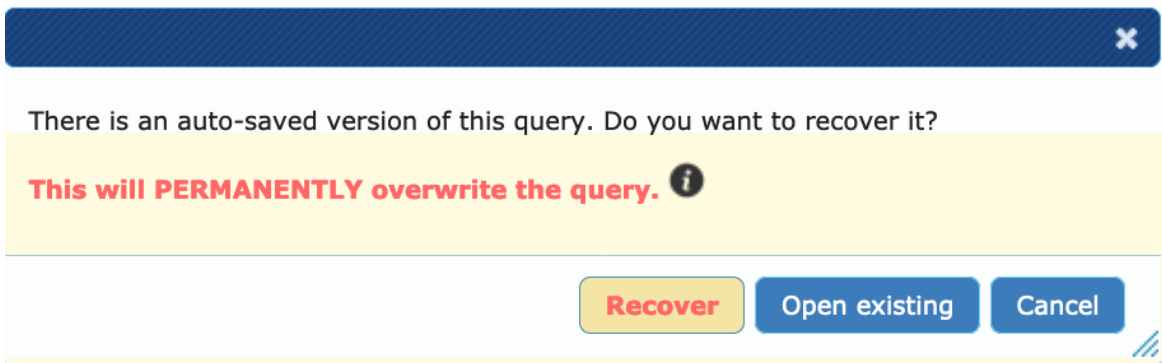 There is an auto-saved version of this query. Do you want to recover it?
This will PERMANENTLY overwrite the query. i
Recover Open existing Cancel